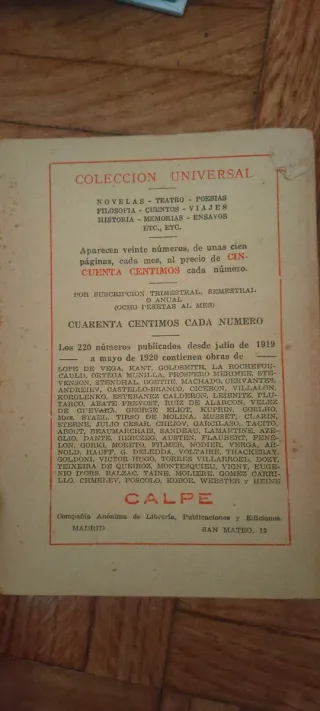 COLECCION UNIVERSAL
NOVELAS - TEATRO - POESIAS
FILOSOFIA - CUENTOS - VIAJES
HISTORIA - MEMORIAS - ENSAYOS
ETC., ETC.
Aparecen veinte números, de unas cien
páginas, cada mes, al precio de CIN-
CUENTA CENTIMOS cada número.
POR SUSCRIPCION TRIMESTRAL, SEMESTRAL
O ANUAL
(OCHO PESETAS AL MES)
CUARENTA CENTIMOS CADA NUMERO
Los 220 números publicados desde julio de 1919
a mayo de 1920 contienen obras de
LOPE DE VEGA, KANT, GOLDSMITH, LA ROCHEFOU-
CAULD, ORTEGA MUNILLA, PROSPERO MERIMEE, STE-
VENSON, STENDHAL, GOETHE, MACHADO, CERVANTES,
ANDREIEV, CASTELLO-BRANCO, CICERON, VILLALON,
KOROLENKO, ESTEBANEZ CALDERON, LEIBNITZ, PLU-
TARCO, ABATE PREVOST, RUIZ DE ALARCON, VELEZ
DE GUEVARA, GEORGE ELIOT, KUPRIN, COELHO,
Mme. STAEL, TIRSO DE MOLINA, MUSSET, CLARIN,
STERNE, JULIO CESAR, CHEJOV, GARCILASO, TACITO,
ABOUT, BEAUMARCHAIS, SANDEAU, LAMARTINE, AZE-
GLIO, DANTE, HERCZEG, AUSTEN, FLAUBERT, FENE-
LON, GORKI, MORETO, NODIER, VERGA, AR-
NOLD, HAUFF, G. DELEDDA, VOLTAIRE, THACKERAY,
GOLDONI, VICTOR HUGO, TORRES VILLARROEL, DOZY,
TEIXEIRA DE QUEIROZ, MONTESQUIEU, VIGNY, EUGE-
NIO D'ORS, BALZAC, TAINE, MOLIERE, GOMEZ CARRI-
LLO, CHMELEV, FOSCOLO, WEBSTER y HEINE
CALPE
Compañía Anónima de Librería, Publicaciones y Ediciones
MADRID SAN MATEO, 13